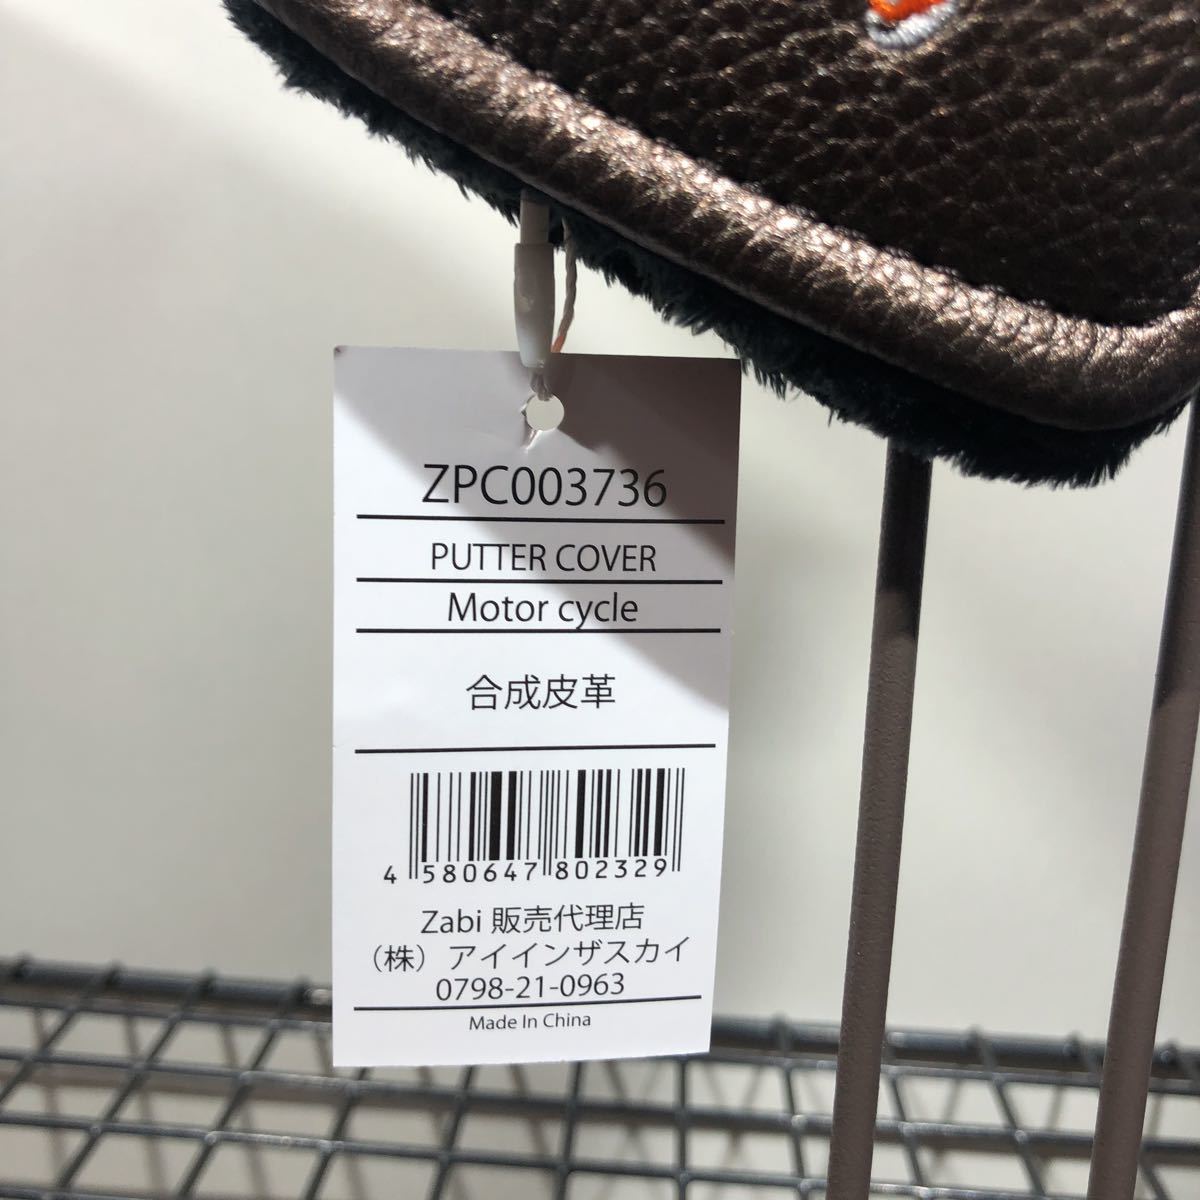 ZPC003736
PUTTER COVER
Motor cycle
合成皮革
4 580647 802329
Zabi 販売代理店
（株）アイインザスカイ
0798-21-0963
Made In China